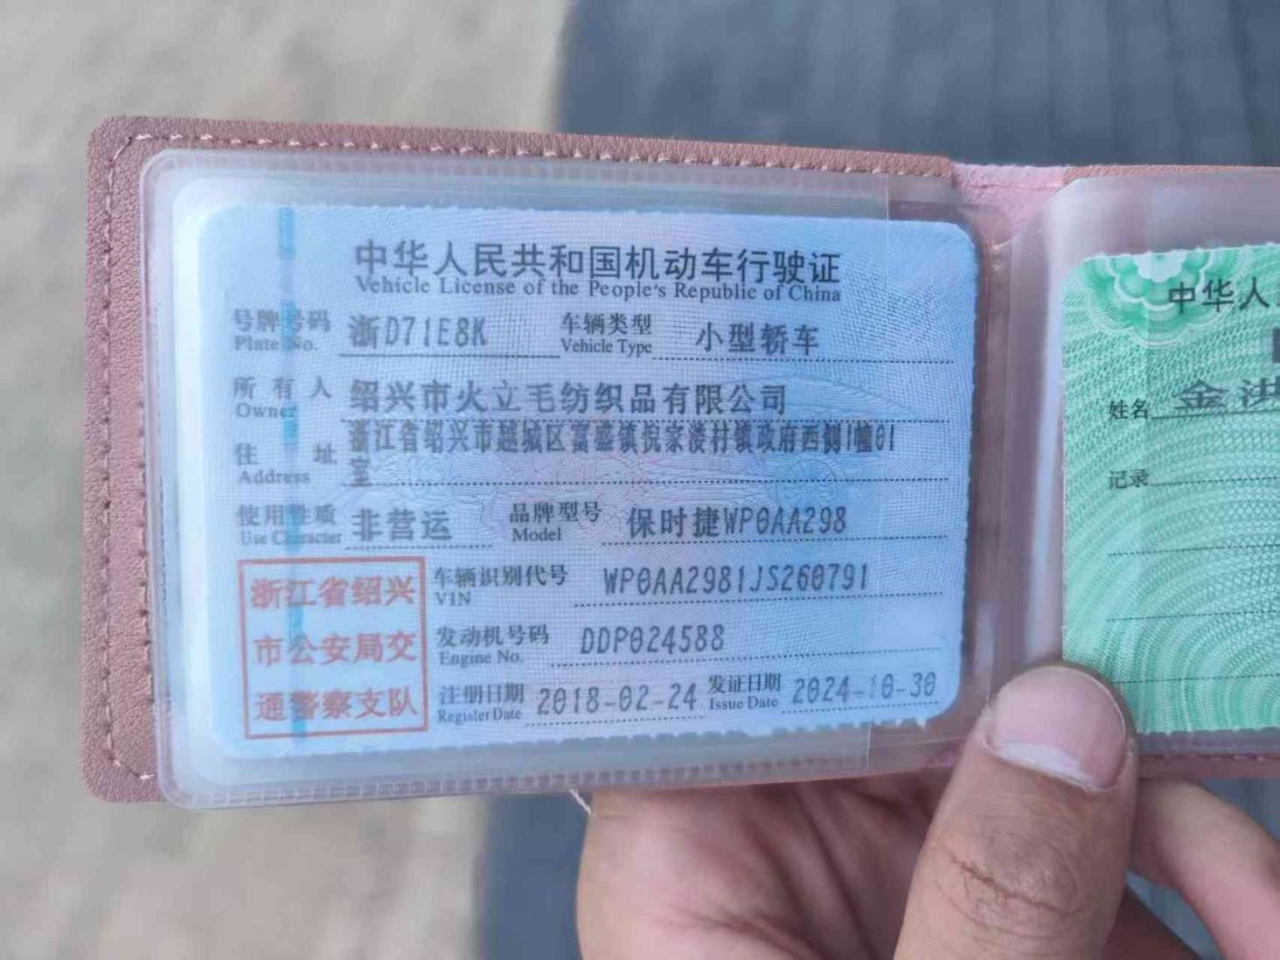 中华人民共和国机动车行驶证
Vehicle License of the People's Republic of China
号牌号码 Plate No. 浙D71E8K 车辆类型 Vehicle Type 小型轿车
所有人 Owner 绍兴市火立毛纺织品有限公司
住址 Address 浙江省绍兴市越城区富盛镇倪家溇村镇政府西侧1幢01
室
使用性质 Use Character 非营运 品牌型号 Model 保时捷WP0AA298
车辆识别代号 VIN WP0AA2981JS260791
发动机号码 Engine No. DDP024588
注册日期 Register Date 2018-02-24 发证日期 Issue Date 2024-10-30
浙江省绍兴
市公安局交
通警察支队
中华人
姓名 金洪
记录